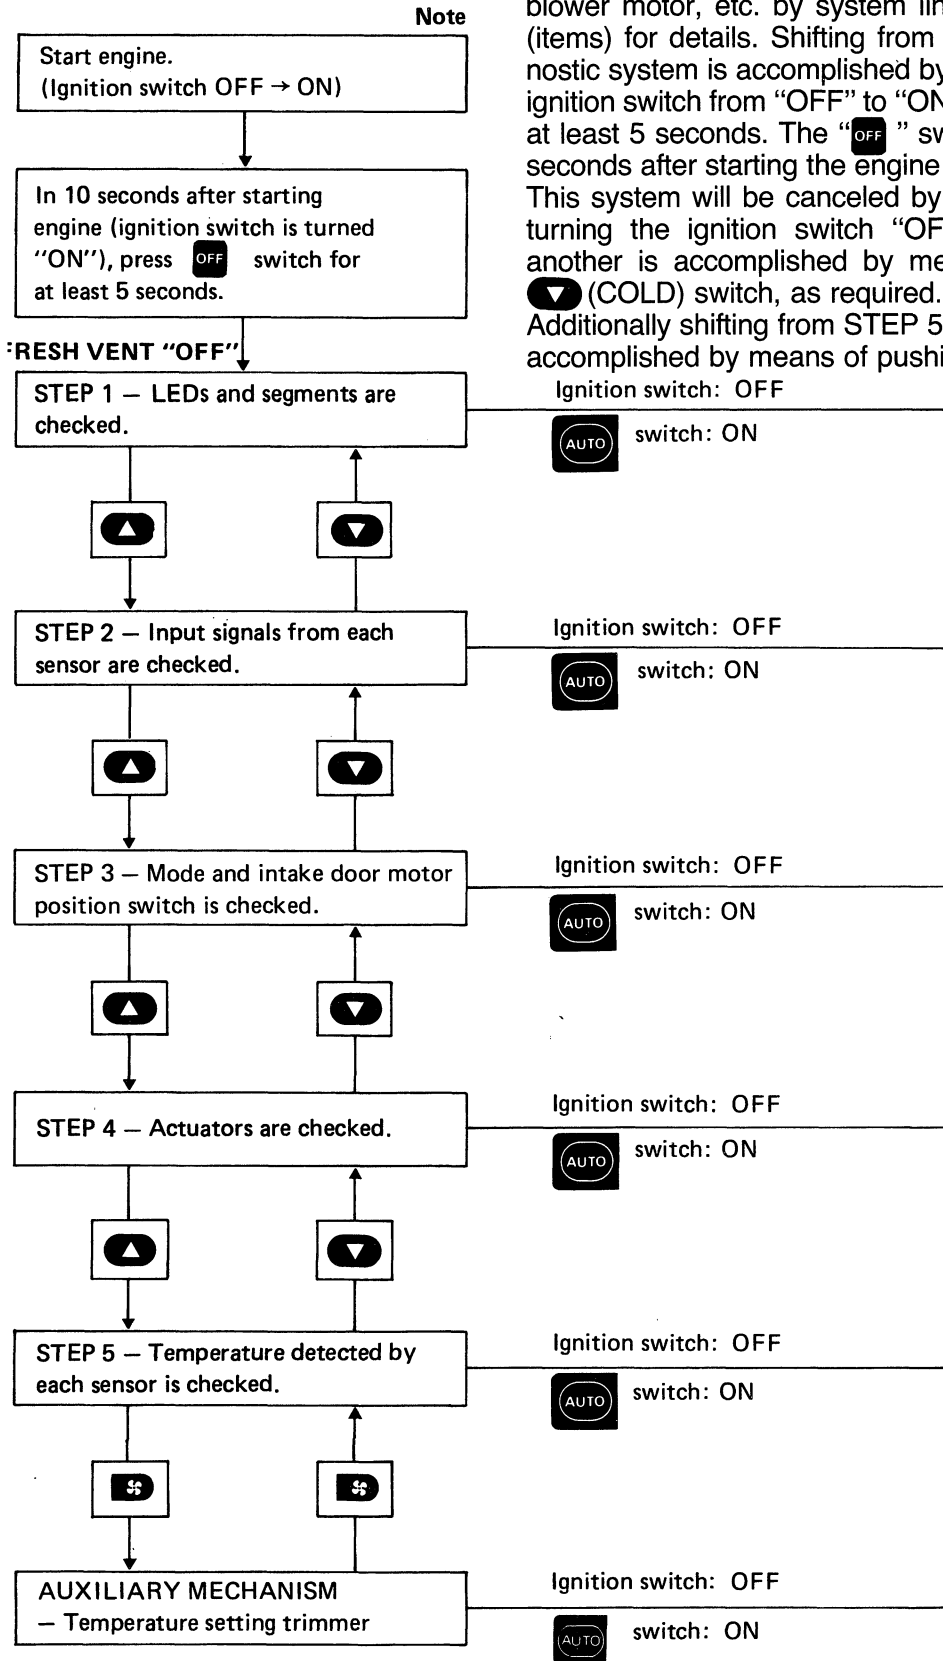 Note
Start engine.
(Ignition switch OFF → ON)
blower motor, etc. by system
(items) for details. Shifting from
nostic system is accomplished by
ignition switch from “OFF” to
at least 5 seconds. The “OFF ”
seconds after starting the engine
This system will be canceled by
turning the ignition switch
another is accomplished by
(COLD) switch, as required.
Additionally shifting from STEP 5
accomplished by means of
In 10 seconds after starting
engine (ignition switch is turned
“ON”), press OFF switch for
at least 5 seconds.
VENT “OFF”
STEP 1 — LEDs and segments are
checked.
Ignition switch: OFF
AUTO switch: ON
STEP 2 — Input signals from each
sensor are checked.
Ignition switch: OFF
AUTO switch: ON
STEP 3 — Mode and intake door motor
position switch is checked.
Ignition switch: OFF
AUTO switch: ON
STEP 4 — Actuators are checked.
Ignition switch: OFF
AUTO switch: ON
STEP 5 — Temperature detected by
each sensor is checked.
Ignition switch: OFF
AUTO switch: ON
AUXILIARY MECHANISM
— Temperature setting trimmer
Ignition switch: OFF
AUTO switch: ON